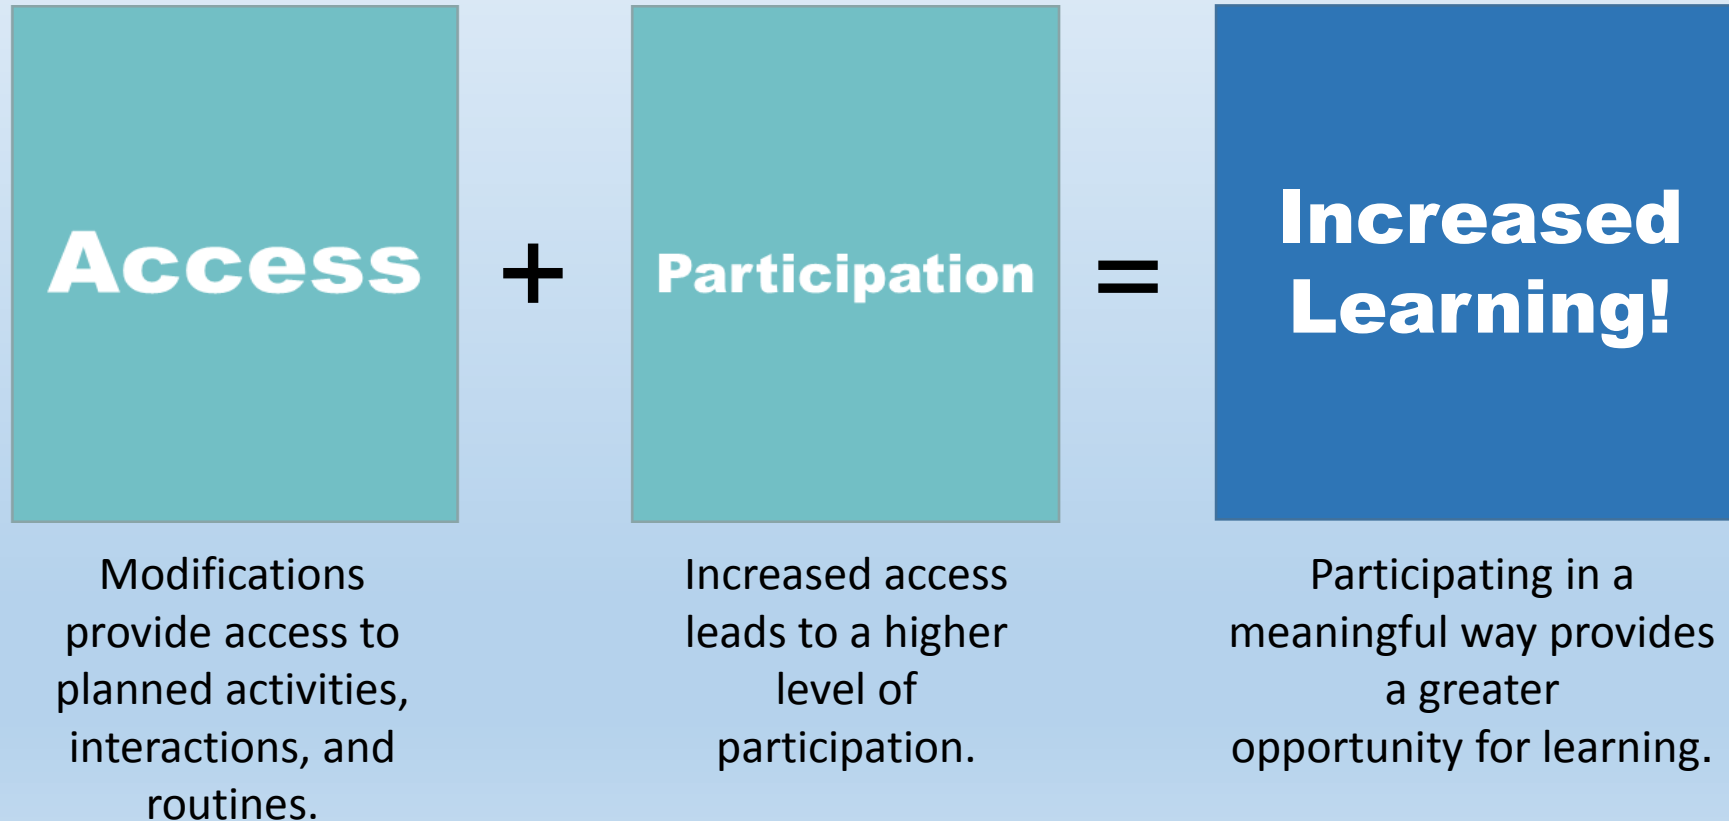 Access
+
Participation
=
Increased
Learning!
Modifications
provide access to
planned activities,
interactions, and
routines.
Increased access
leads to a higher
level of
participation.
Participating in a
meaningful way provides
a greater
opportunity for learning.